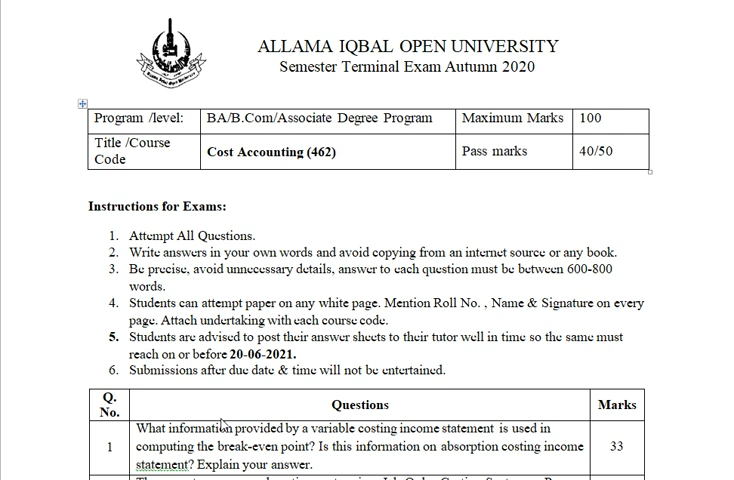 ALLAMA IQBAL OPEN UNIVERSITY
Semester Terminal Exam Autumn 2020
Program /level: BA/B.Com/Associate Degree Program Maximum Marks 100
Title /Course Code Cost Accounting (462) Pass marks 40/50
Instructions for Exams:
1. Attempt All Questions.
2. Write answers in your own words and avoid copying from an internet source or any book.
3. Be precise, avoid unnecessary details, answer to each question must be between 600-800
words.
4. Students can attempt paper on any white page. Mention Roll No. , Name & Signature on every
page. Attach undertaking with each course code.
5. Students are advised to post their answer sheets to their tutor well in time so the same must
reach on or before 20-06-2021.
6. Submissions after due date & time will not be entertained.
Q. No. Questions Marks
What information provided by a variable costing income statement is used in
1 computing the break-even point? Is this information on absorption costing income 33
statement? Explain your answer.